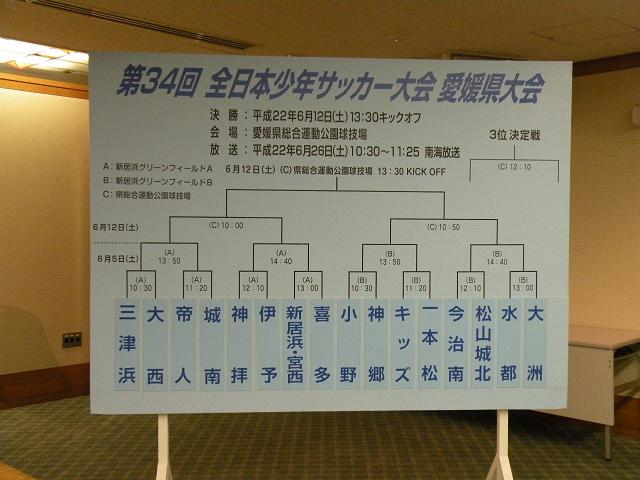 第34回 全日本少年サッカー大会 愛媛県大会
決 勝：平成22年6月12日(土)13:30キックオフ
会 場：愛媛県総合運動公園球技場
放 送：平成22年6月26日(土)10:30～11:25 南海放送
3位決定戦
(C) 12:10
A：新居浜グリーンフィールドA
B：新居浜グリーンフィールドB
C：県総合運動公園球技場
6月12日(土) (C)県総合運動公園球技場 13:30 KICK OFF
6月12日(土)
(C) 10:00
(C) 10:50
6月5日(土)
(A) 13:50
(A) 14:40
(B) 13:50
(B) 14:40
(A) 10:30
(A) 11:20
(A) 12:10
(A) 13:00
(B) 10:30
(B) 11:20
(B) 12:10
(B) 13:00
三津浜
大西
帝人
城南
神拝
伊予
新居浜・宮西
喜多
小野
神郷
キッズ
一本松
今治南
松山城北
水都
大洲